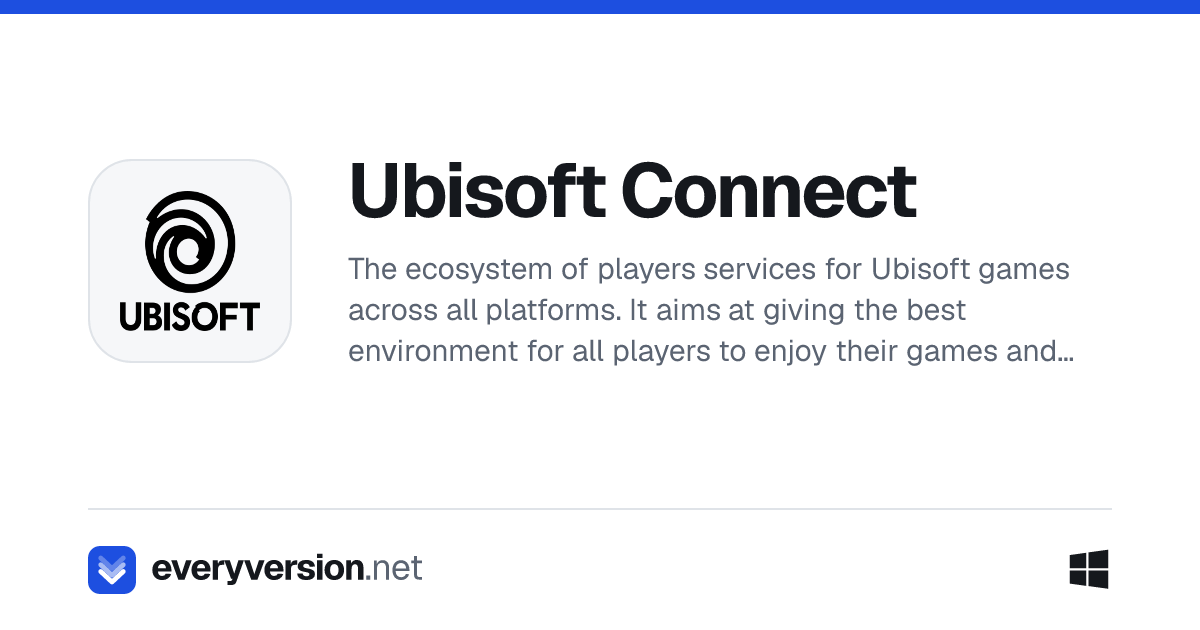 UBISOFT
Ubisoft Connect
The ecosystem of players services for Ubisoft games
across all platforms. It aims at giving the best
environment for all players to enjoy their games and...
everyversion.net